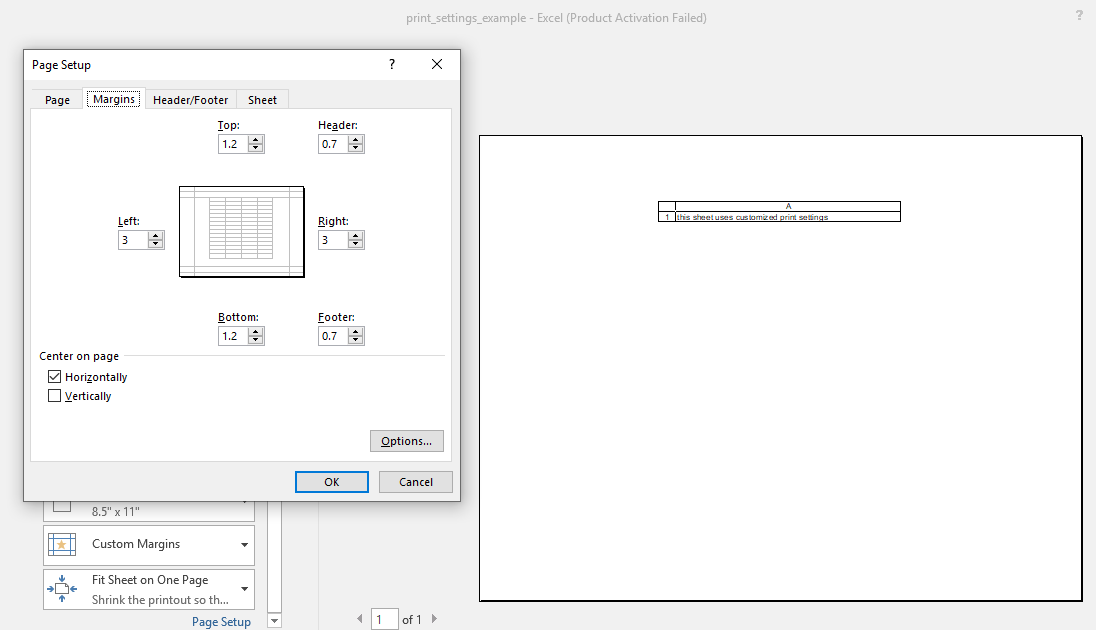 print_settings_example - Excel (Product Activation Failed)
?
Page Setup
?
Page Margins Header/Footer Sheet
Top: Header:
1.2 0.7
Left: Right:
3 3
Bottom: Footer:
1.2 0.7
Center on page
Horizontally
Vertically
Options...
OK Cancel
8.5" x 11"
Custom Margins
Fit Sheet on One Page
Shrink the printout so th...
Page Setup
A
1 this sheet uses customized print settings
1 of 1